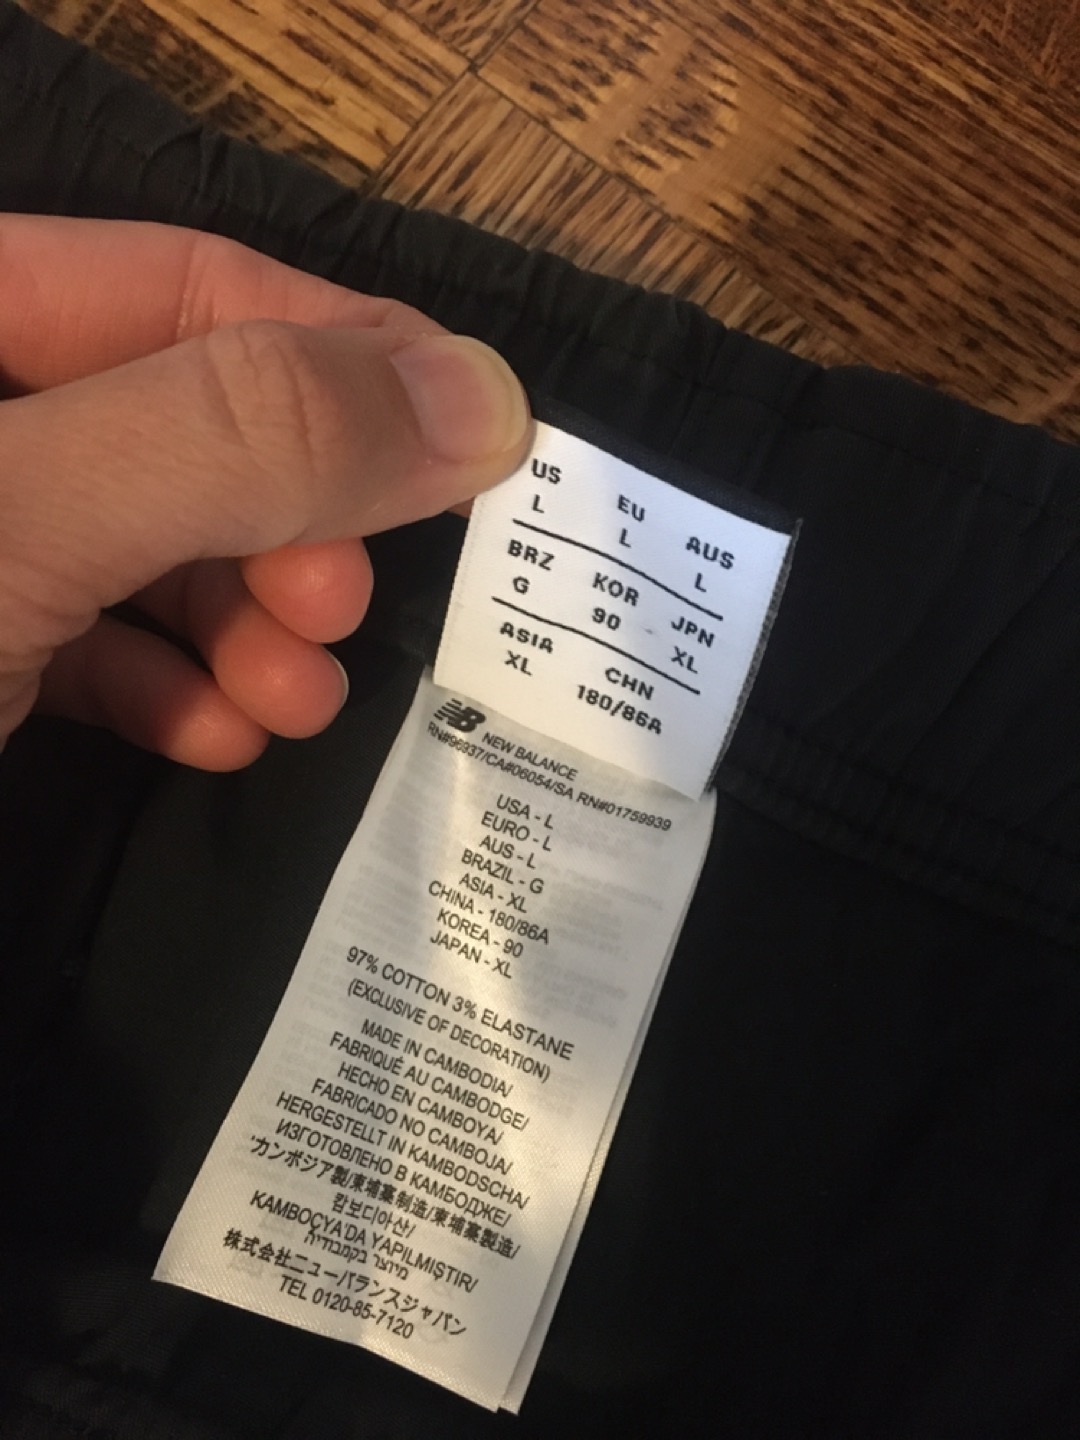 US EU AUS
L L L
BRZ KOR JPN
G 90 XL
ASIA CHN
XL 180/86A
NB NEW BALANCE
RN#96937/CA#06054/SA RN#01759939
USA - L
EURO - L
AUS - L
BRAZIL - G
ASIA - XL
CHINA - 180/86A
KOREA - 90
JAPAN - XL
97% COTTON 3% ELASTANE
(EXCLUSIVE OF DECORATION)
MADE IN CAMBODIA/
FABRIQUÉ AU CAMBODGE/
HECHO EN CAMBOYA/
FABRICADO NO CAMBOJA/
HERGESTELLT IN KAMBODSCHA/
ИЗГОТОВЛЕНО В КАМБОДЖЕ/
'カンボジア製/柬埔寨制造/柬埔寨製造/
캄보디아산/
KAMBOÇYA'DA YAPILMIŞTIR/
מיוצר בקמבודיה
株式会社ニューバランスジャパン
TEL 0120-85-7120